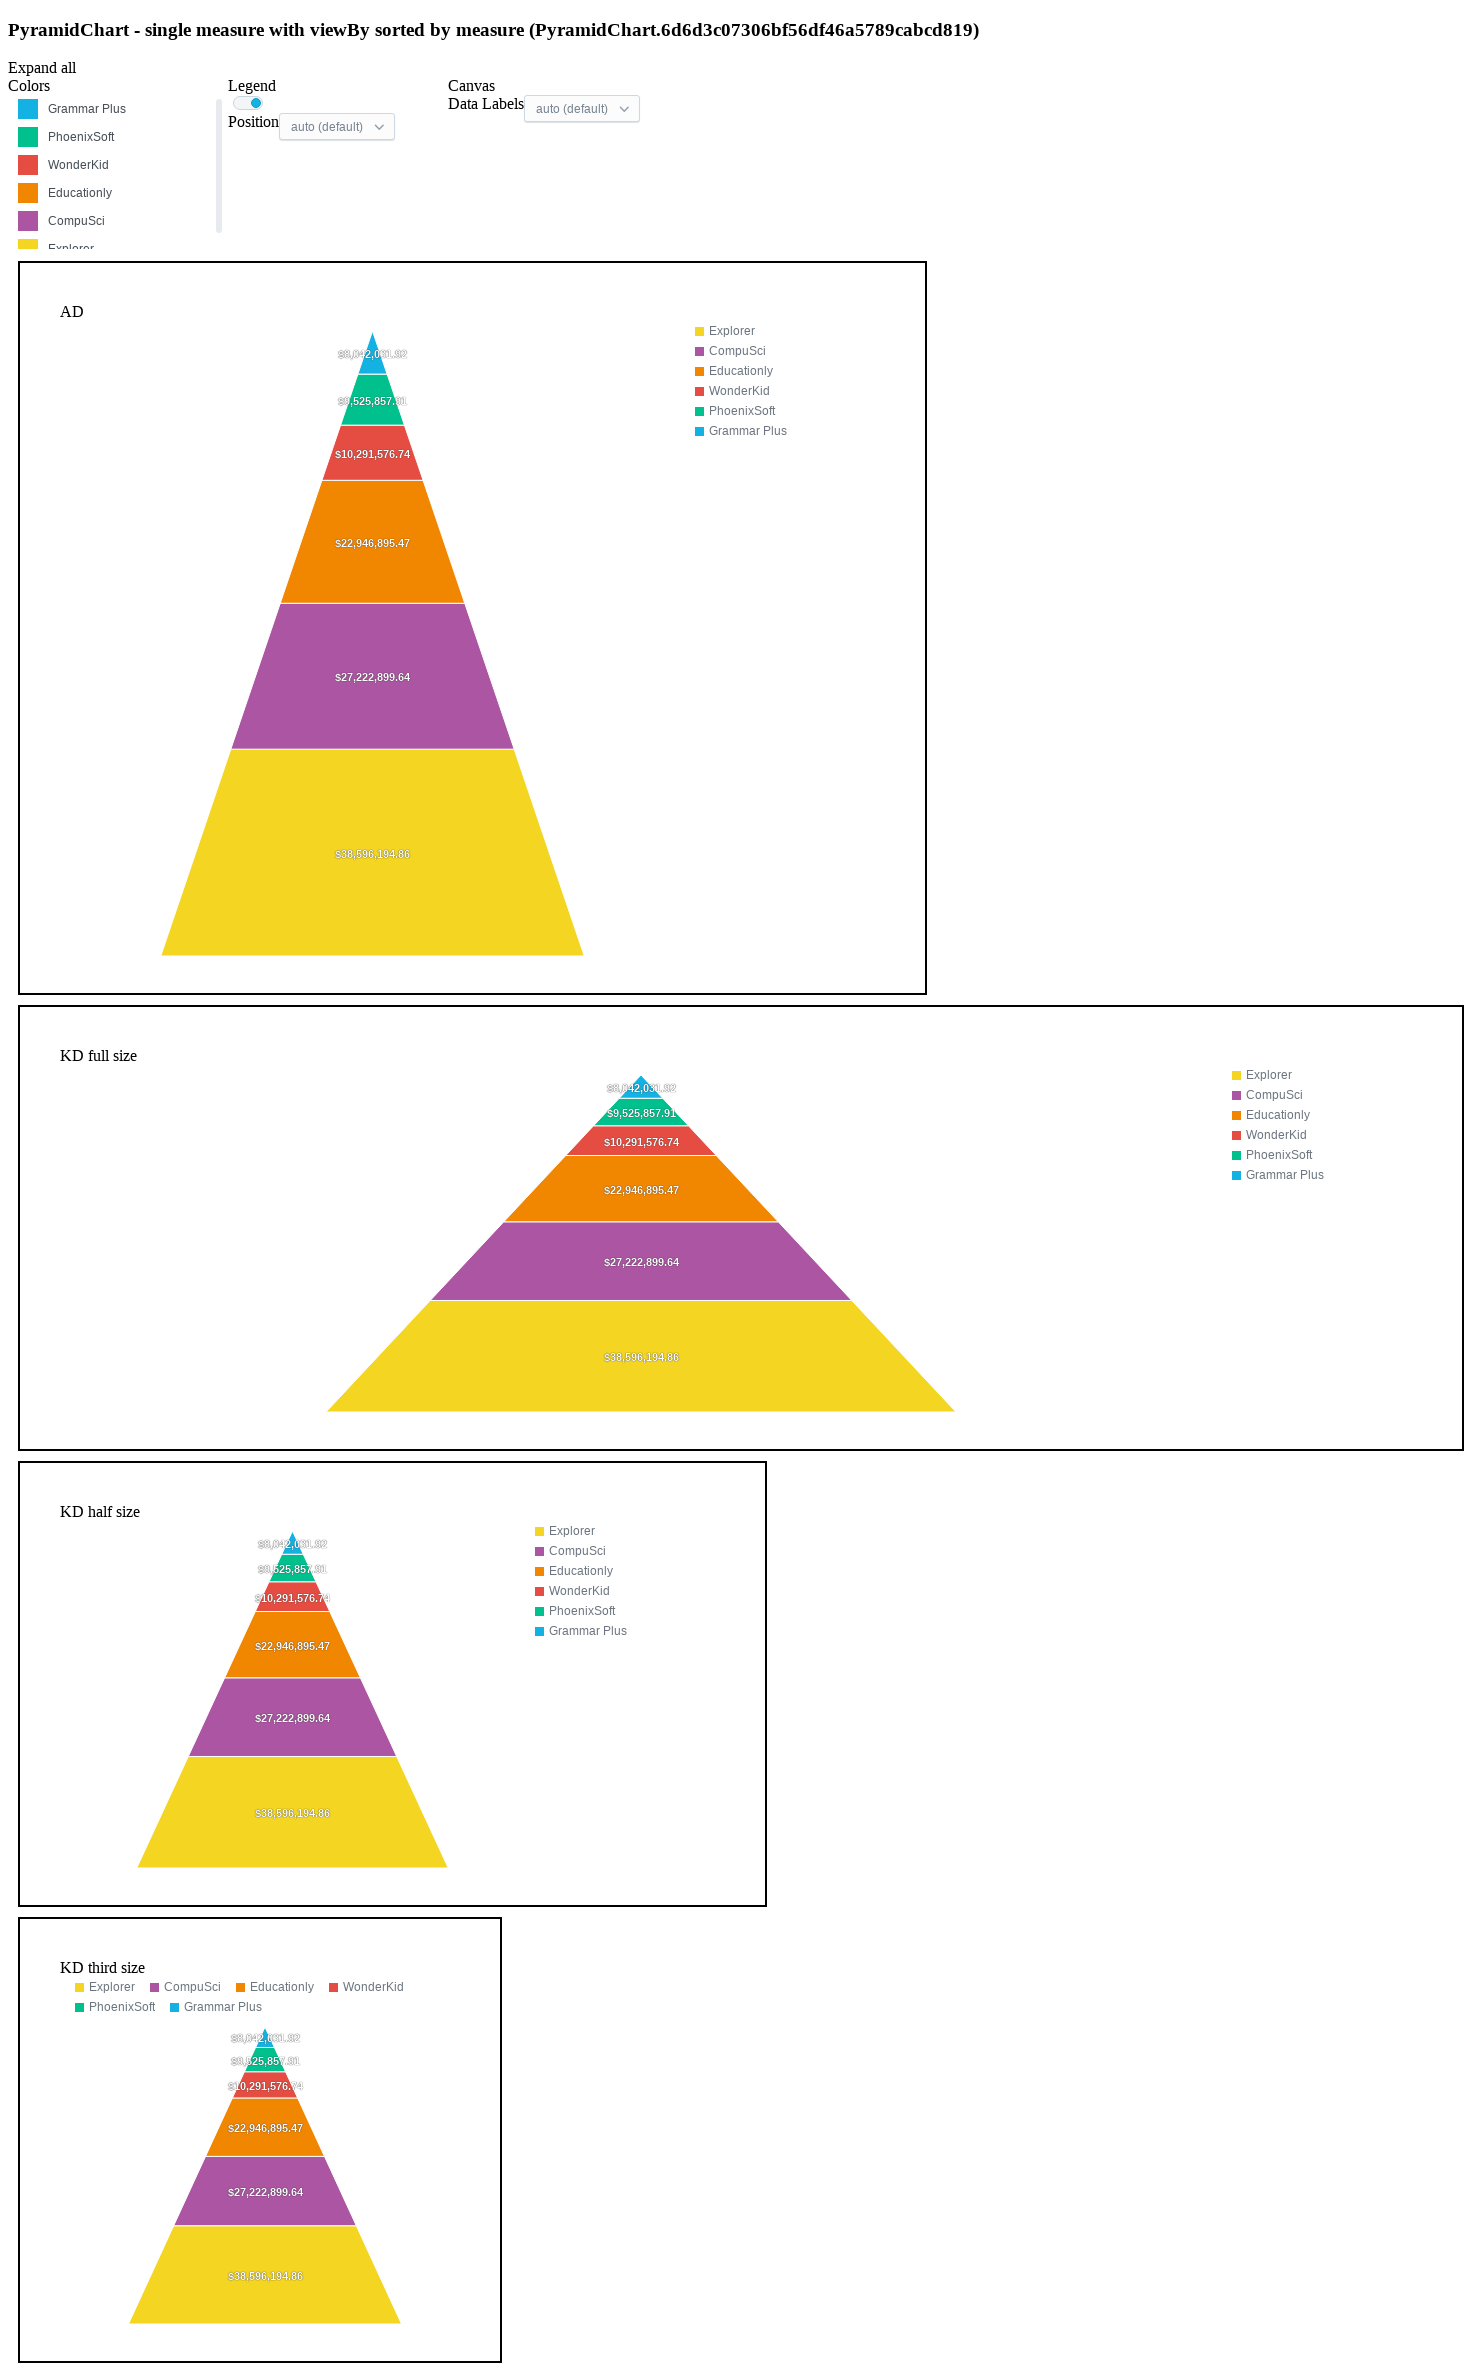 PyramidChart - single measure with viewBy sorted by measure (PyramidChart.6d6d3c07306bf56df46a5789cabcd819)
Expand all
Colors
Grammar Plus
PhoenixSoft
WonderKid
Educationly
CompuSci
Explorer
Legend
Position auto (default)
Canvas
Data Labels auto (default)
AD
$8,042,031.92
$9,525,857.91
$10,291,576.74
$22,946,895.47
$27,222,899.64
$38,596,194.86
Explorer
CompuSci
Educationly
WonderKid
PhoenixSoft
Grammar Plus
KD full size
$8,042,031.92
$9,525,857.91
$10,291,576.74
$22,946,895.47
$27,222,899.64
$38,596,194.86
Explorer
CompuSci
Educationly
WonderKid
PhoenixSoft
Grammar Plus
KD half size
$8,042,031.92
$9,525,857.91
$10,291,576.74
$22,946,895.47
$27,222,899.64
$38,596,194.86
Explorer
CompuSci
Educationly
WonderKid
PhoenixSoft
Grammar Plus
KD third size
Explorer CompuSci Educationly WonderKid
PhoenixSoft Grammar Plus
$8,042,031.92
$9,525,857.91
$10,291,576.74
$22,946,895.47
$27,222,899.64
$38,596,194.86